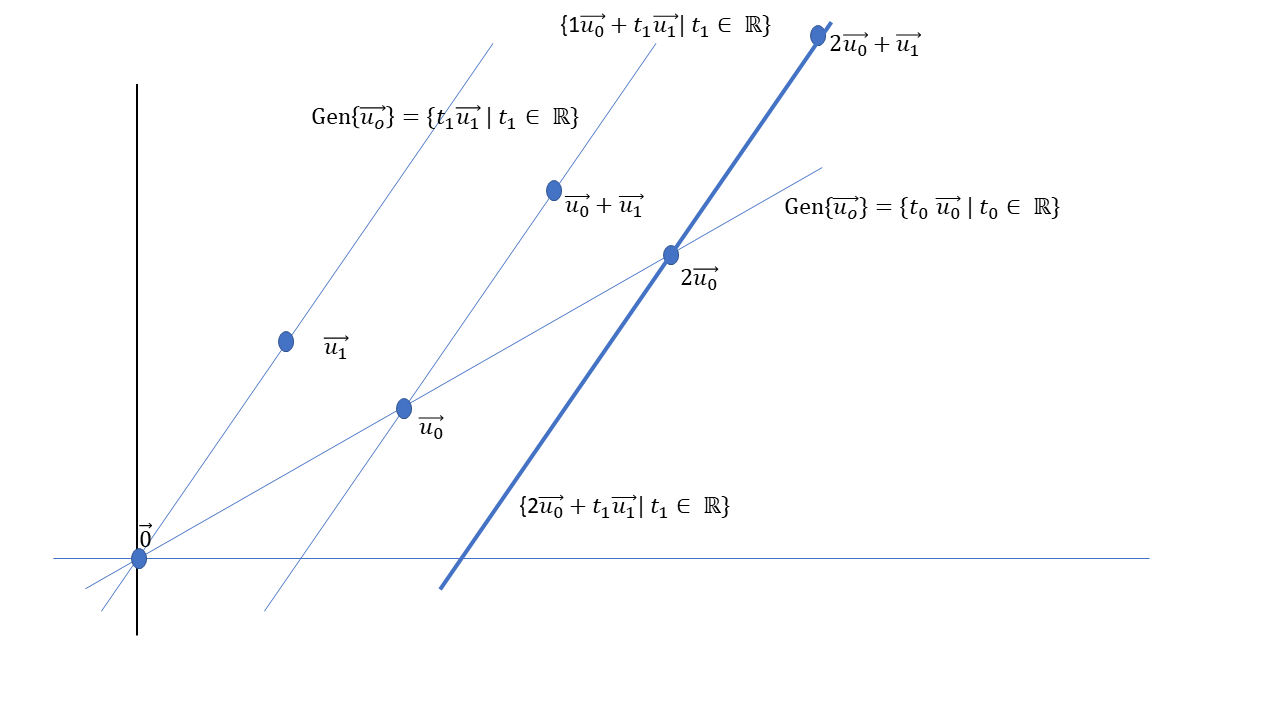 {1u₀⃗ + t₁u₁⃗ | t₁ ∈ ℝ}
2u₀⃗ + u₁⃗
Gen{uₒ⃗} = {t₁u₁⃗ | t₁ ∈ ℝ}
u₀⃗ + u₁⃗
Gen{uₒ⃗} = {t₀ u₀⃗ | t₀ ∈ ℝ}
2u₀⃗
u₁⃗
u₀⃗
{2u₀⃗ + t₁u₁⃗ | t₁ ∈ ℝ}
0⃗